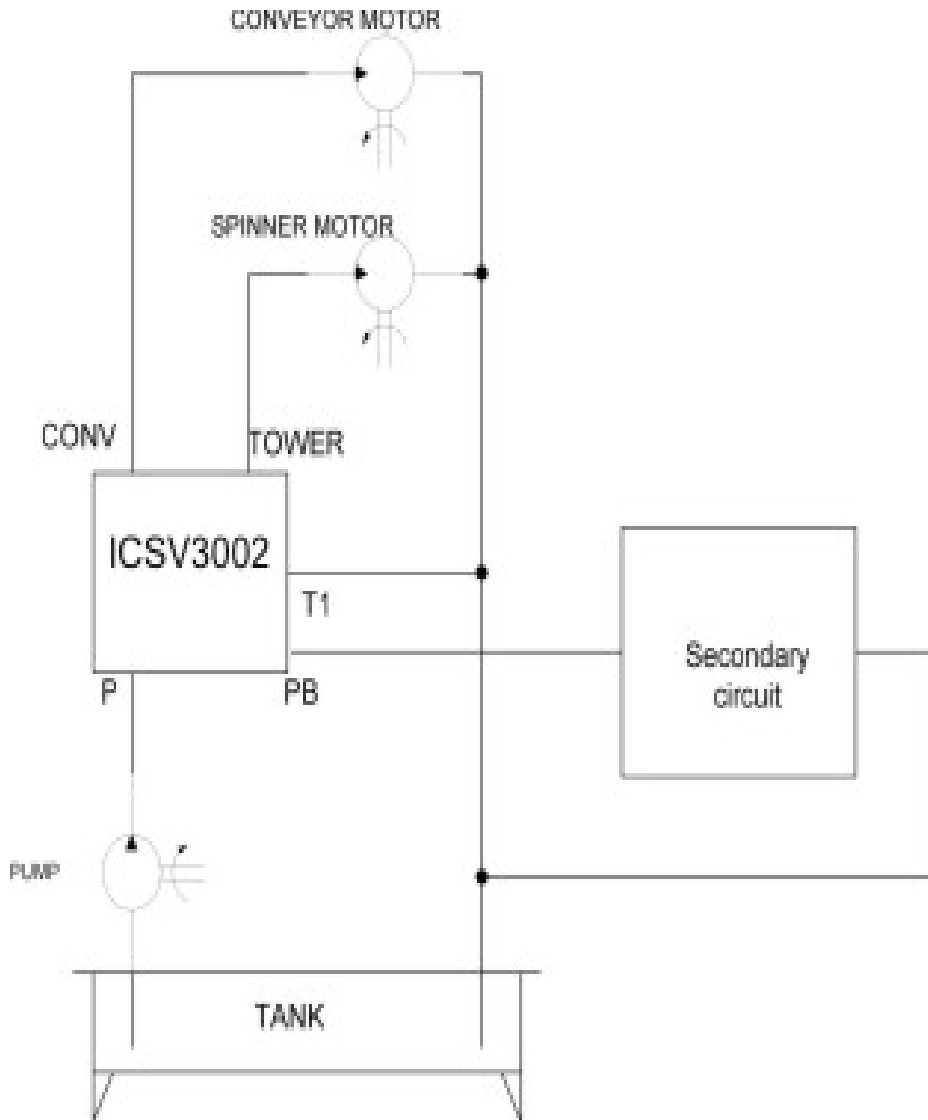 CONVEYOR MOTOR
SPINNER MOTOR
CONV
TOWER
ICSV3002
T1
Secondary
circuit
P
PB
PUMP
TANK